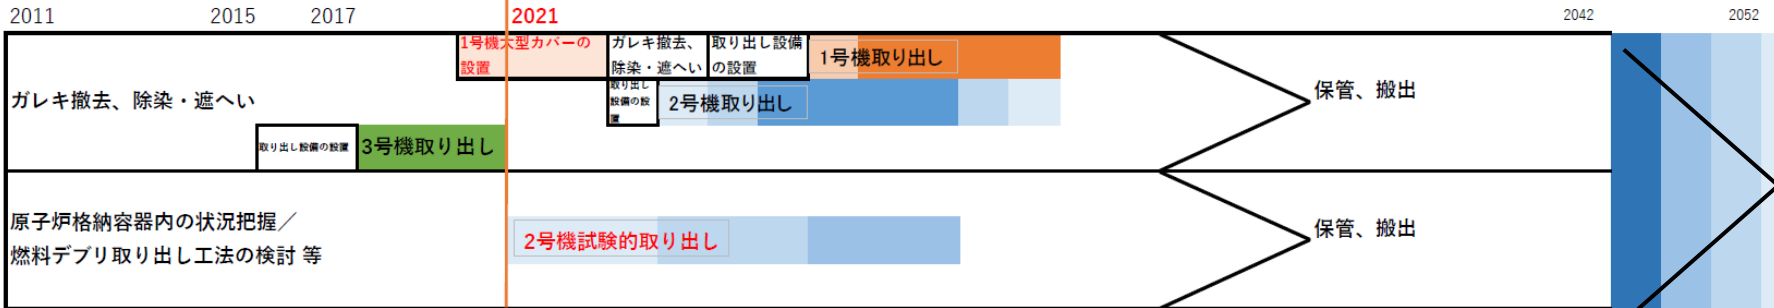 2011
2015
2017
2021
2042
2052
1号機大型カバーの
設置
ガレキ撤去、
除染・遮へい
取り出し設備
の設置
1号機取り出し
ガレキ撤去、除染・遮へい
取り出し
設備の設
置
2号機取り出し
保管、搬出
取り出し設備の設置
3号機取り出し
原子炉格納容器内の状況把握／
燃料デブリ取り出し工法の検討 等
2号機試験的取り出し
保管、搬出